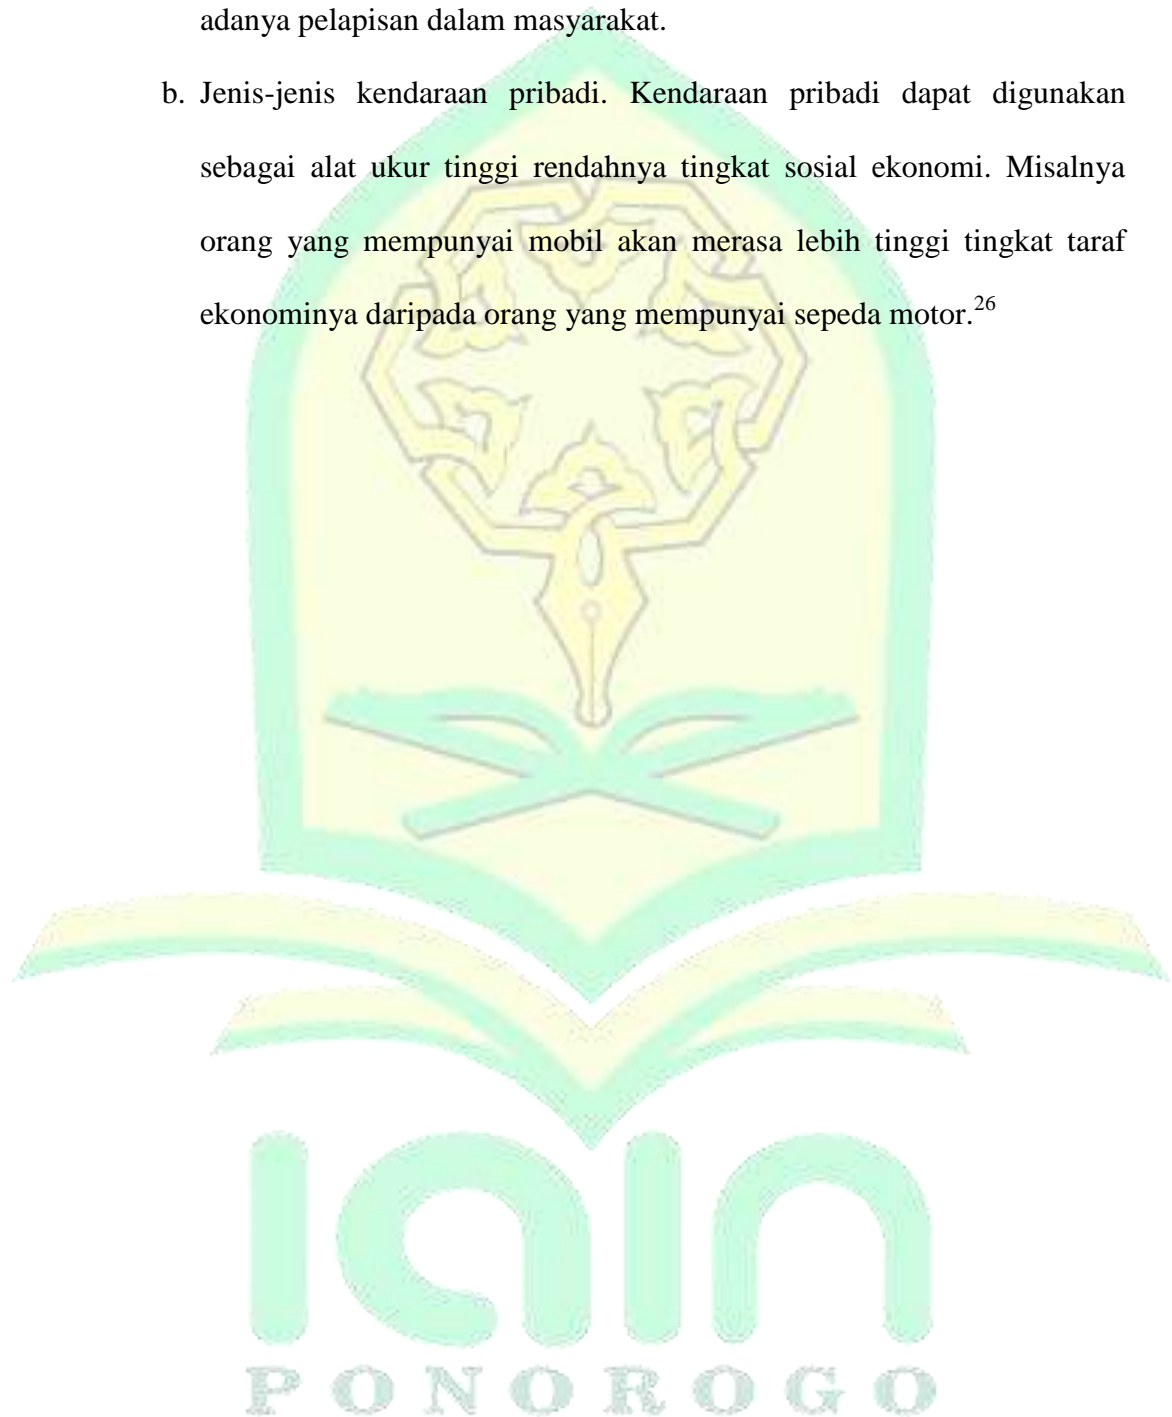 adanya pelapisan dalam masyarakat.
b. Jenis-jenis kendaraan pribadi. Kendaraan pribadi dapat digunakan
sebagai alat ukur tinggi rendahnya tingkat sosial ekonomi. Misalnya
orang yang mempunyai mobil akan merasa lebih tinggi tingkat taraf
ekonominya daripada orang yang mempunyai sepeda motor.26
iain
PONOROGO